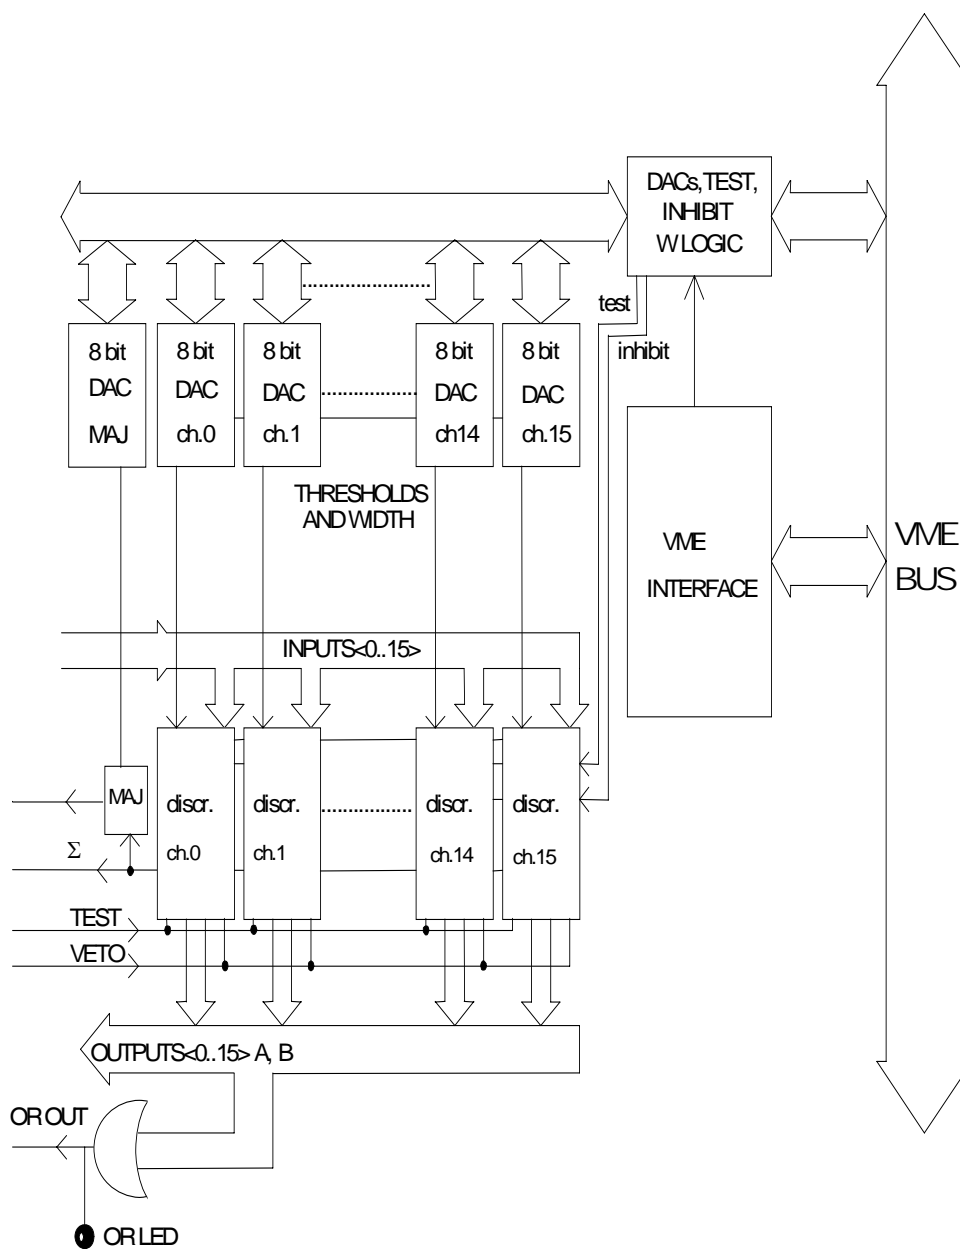 DACs, TEST,
INHIBIT
W LOGIC
test
inhibit
8 bit
DAC
MAJ
8 bit
DAC
ch.0
8 bit
DAC
ch.1
8 bit
DAC
ch14
8 bit
DAC
ch.15
THRESHOLDS
AND WIDTH
VME
INTERFACE
VME
BUS
INPUTS<0..15>
MAJ
discr.
ch.0
discr.
ch.1
discr.
ch.14
discr.
ch.15
Σ
TEST
VETO
OUTPUTS<0..15> A, B
OR OUT
OR LED